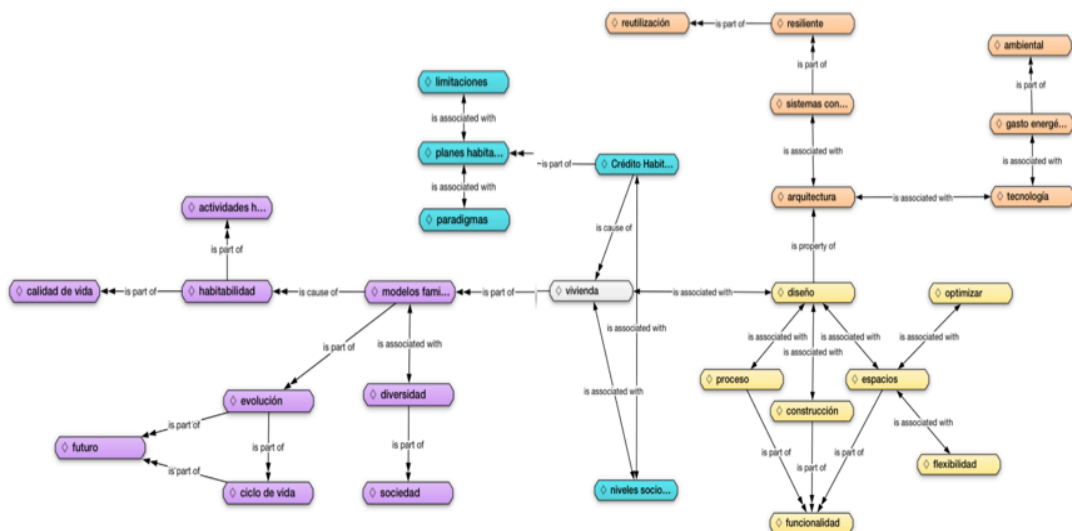 reutilización
is part of
resiliente
ambiental
is part of
is part of
limitaciones
sistemas con...
gasto energé...
is associated with
is associated with
is associated with
planes habita...
is part of
Crédito Habit...
is associated with
arquitectura
is associated with
tecnología
actividades h...
paradigmas
is cause of
is part of
is property of
calidad de vida
is part of
habitabilidad
is cause of
modelos fami...
is part of
vivienda
is associated with
diseño
optimizar
is part of
is associated with
is associated with
is associated with
is associated with
is associated with
is associated with
proceso
espacios
evolución
diversidad
is associated with
construcción
is part of
is associated with
futuro
is part of
is part of
is part of
is part of
is part of
is part of
flexibilidad
ciclo de vida
sociedad
niveles socio...
funcionalidad